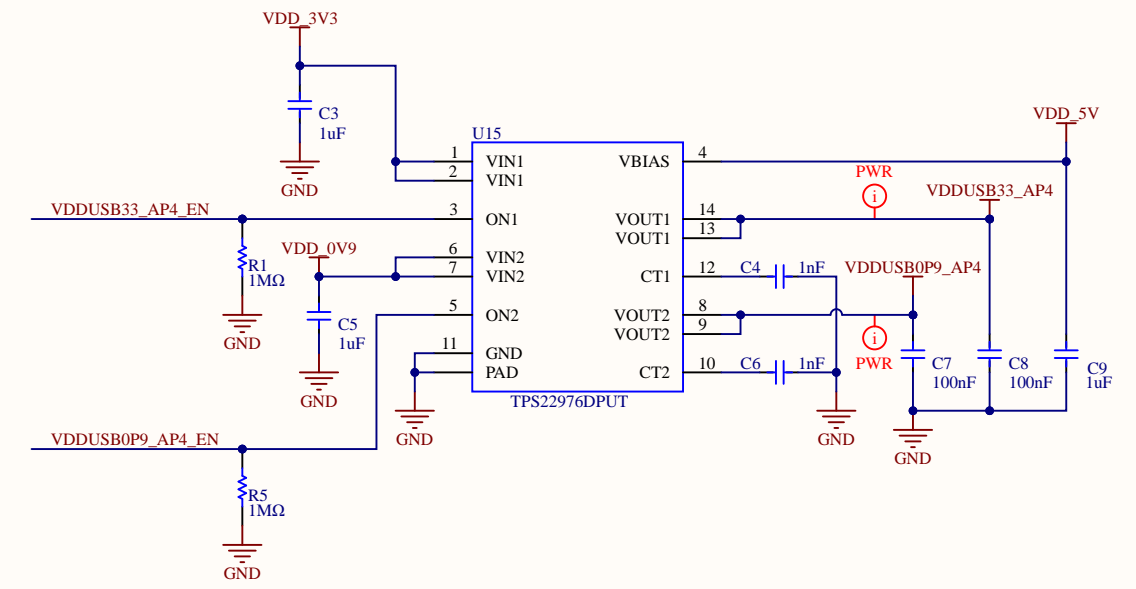 VDD_3V3
C3
1uF
GND
U15
1 VIN1
2 VIN1
VDDUSB33_AP4_EN
3 ON1
R1
1MΩ
GND
VDD_0V9
6 VIN2
7 VIN2
C5
1uF
GND
5 ON2
11 GND
PAD
GND
VDDUSB0P9_AP4_EN
R5
1MΩ
GND
TPS22976DPUT
VBIAS 4
VDD_5V
PWR
i
VDDUSB33_AP4
VOUT1 14
VOUT1 13
CT1 12
C4 1nF
VDDUSB0P9_AP4
VOUT2 8
VOUT2 9
i
PWR
CT2 10
C6 1nF
GND
C7
100nF
C8
100nF
C9
1uF
GND